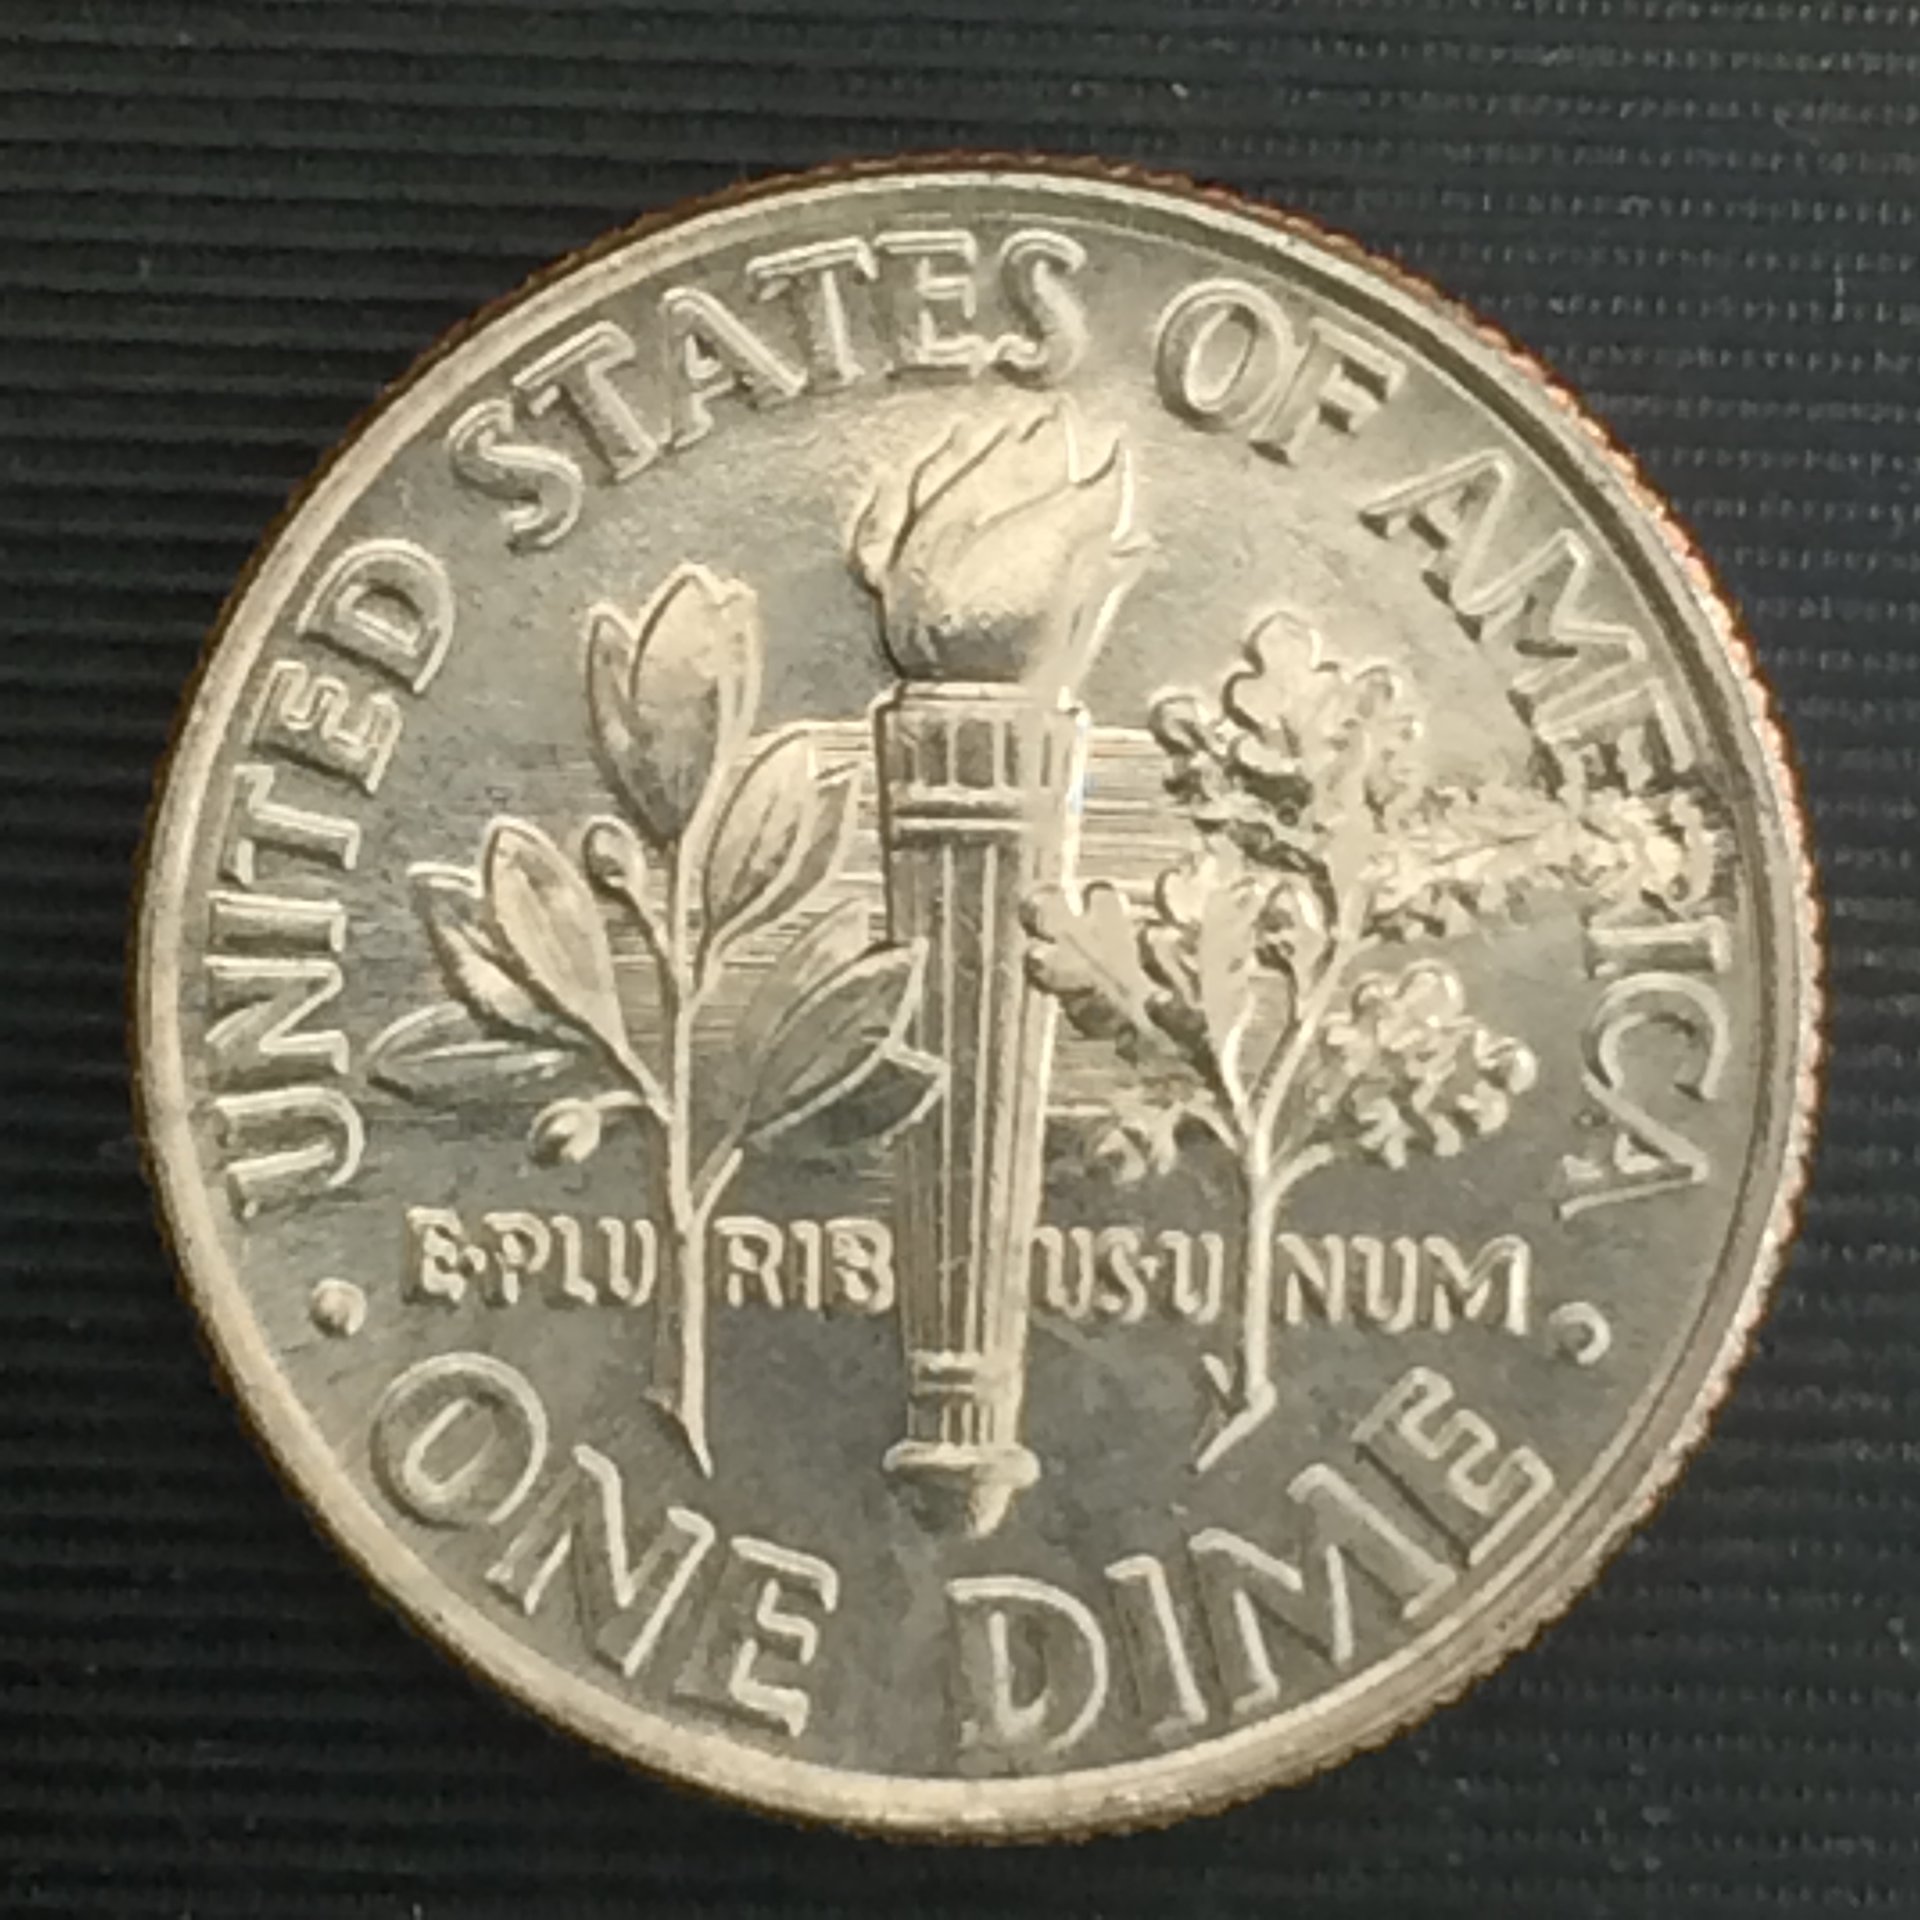 UNITED STATES OF AMERICA
E·PLURIBUS·UNUM
· ONE DIME ·